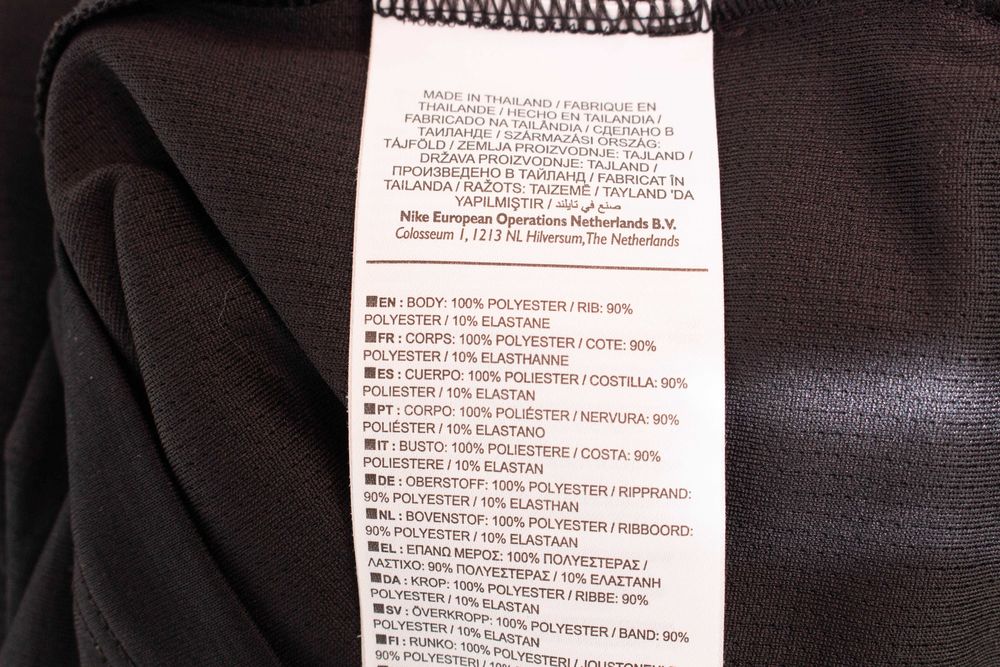 MADE IN THAILAND / FABRIQUE EN
THAILANDE / HECHO EN TAILANDIA /
FABRICADO NA TAILÂNDIA / СДЕЛАНО В
ТАИЛАНДЕ / SZÁRMAZÁSI ORSZÁG:
TÁJFÖLD / ZEMLJA PROIZVODNJE: TAJLAND /
DRŽAVA PROIZVODNJE: TAJLAND /
ПРОИЗВЕДЕНО В ТАЙЛАНД / FABRICAT ÎN
TAILANDA / RAŽOTS: TAIZEMĒ / TAYLAND 'DA
YAPILMIŞTIR / صنع في تايلند
Nike European Operations Netherlands B.V.
Colosseum 1, 1213 NL Hilversum, The Netherlands
EN : BODY: 100% POLYESTER / RIB: 90%
POLYESTER / 10% ELASTANE
FR : CORPS: 100% POLYESTER / COTE: 90%
POLYESTER / 10% ELASTHANNE
ES : CUERPO: 100% POLIESTER / COSTILLA: 90%
POLIESTER / 10% ELASTAN
PT : CORPO: 100% POLIÉSTER / NERVURA: 90%
POLIÉSTER / 10% ELASTANO
IT : BUSTO: 100% POLIESTERE / COSTA: 90%
POLIESTERE / 10% ELASTAN
DE : OBERSTOFF: 100% POLYESTER / RIPPRAND:
90% POLYESTER / 10% ELASTHAN
NL : BOVENSTOF: 100% POLYESTER / RIBBOORD:
90% POLYESTER / 10% ELASTAAN
EL : ΕΠΑΝΩ ΜΕΡΟΣ: 100% ΠΟΛΥΕΣΤΕΡΑΣ /
ΛΑΣΤΙΧΟ: 90% ΠΟΛΥΕΣΤΕΡΑΣ / 10% ΕΛΑΣΤΑΝΗ
DA : KROP: 100% POLYESTER / RIBBE: 90%
POLYESTER / 10% ELASTAN
SV : ÖVERKROPP: 100% POLYESTER / BAND: 90%
POLYESTER / 10% ELASTAN
FI : RUNKO: 100% POLYESTERI /
90% POLYESTERI / 10%